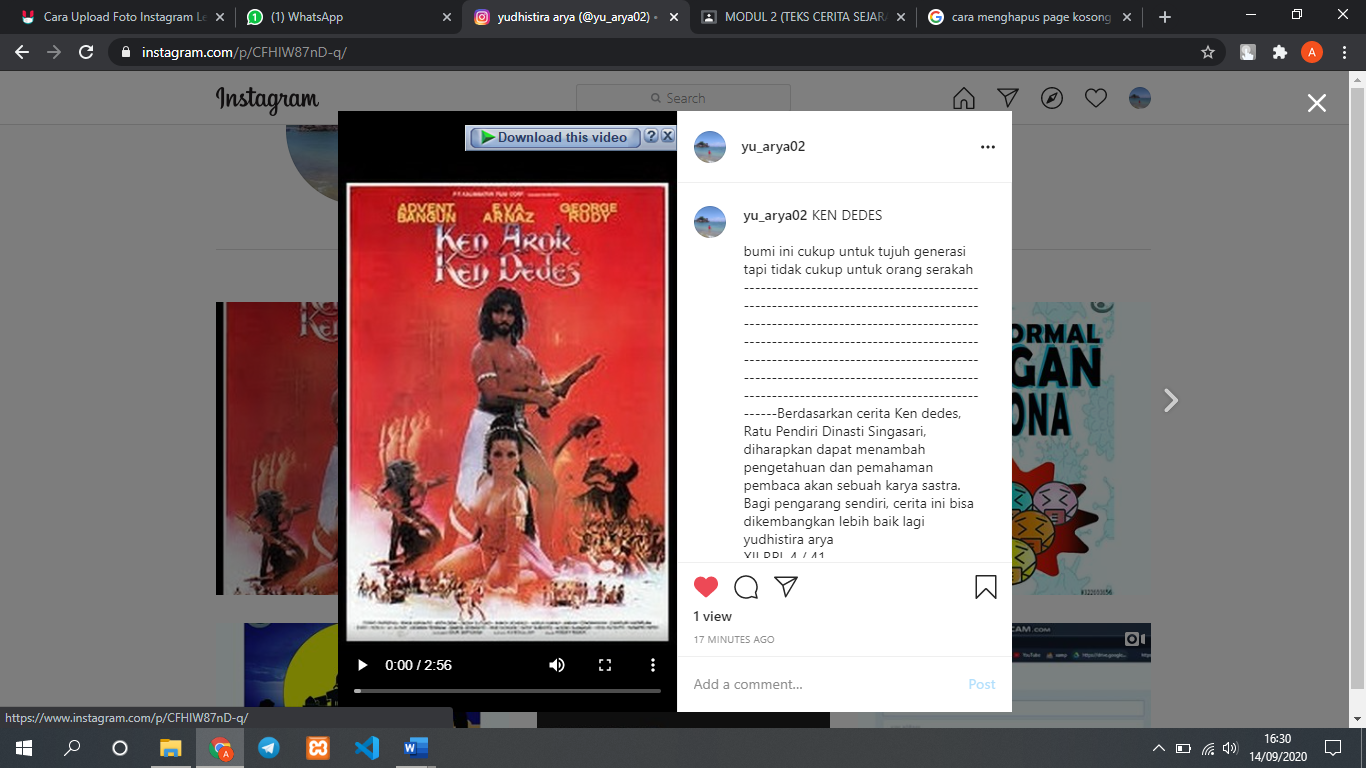 Cara Upload Foto Instagram Le
(1) WhatsApp
yudhistira arya (@yu_arya02) •
MODUL 2 (TEKS CERITA SEJARA
cara menghapus page kosong
instagram.com/p/CFHIW87nD-q/
A
Instagram
Search
Download this video
?
X
ADVENT BANGUN
EVA ARNAZ
GEORGE RUDY
Ken Arok
Ken Dedes
0:00 / 2:56
yu_arya02
yu_arya02 KEN DEDES
bumi ini cukup untuk tujuh generasi
tapi tidak cukup untuk orang serakah
------------------------------------------
------------------------------------------
------------------------------------------
------------------------------------------
------------------------------------------
------------------------------------------
------------------------------------------
------Berdasarkan cerita Ken dedes,
Ratu Pendiri Dinasti Singasari,
diharapkan dapat menambah
pengetahuan dan pemahaman
pembaca akan sebuah karya sastra.
Bagi pengarang sendiri, cerita ini bisa
dikembangkan lebih baik lagi
yudhistira arya
XII RPL 4 / 41
1 view
17 MINUTES AGO
Add a comment...
Post
Ke
ORMAL
GAN
ONA
CAM.COM
YouTube
https://www.instagram.com/p/CFHIW87nD-q/
16:30
14/09/2020